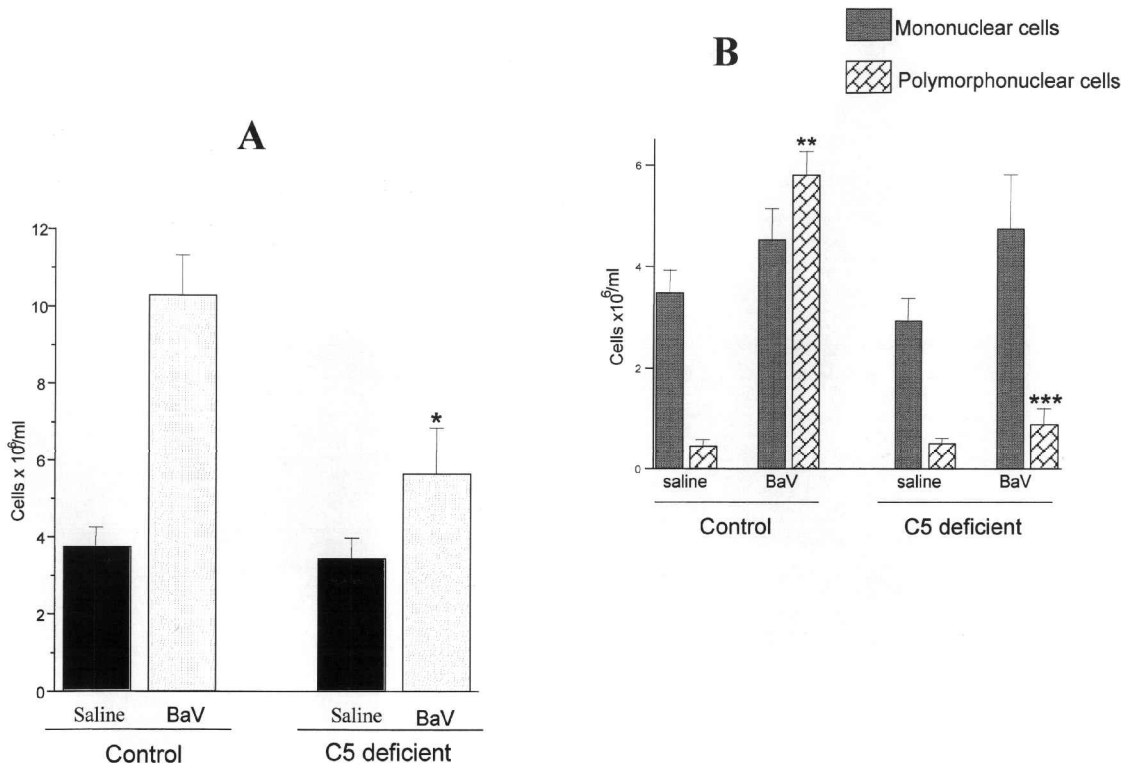 A
12
10
8
6
4
2
0
Cells x 10⁶/ml
*
Saline BaV Saline BaV
Control C5 deficient
B
Mononuclear cells
Polymorphonuclear cells
6
4
2
0
Cells x10⁶/ml
**
***
saline BaV saline BaV
Control C5 deficient